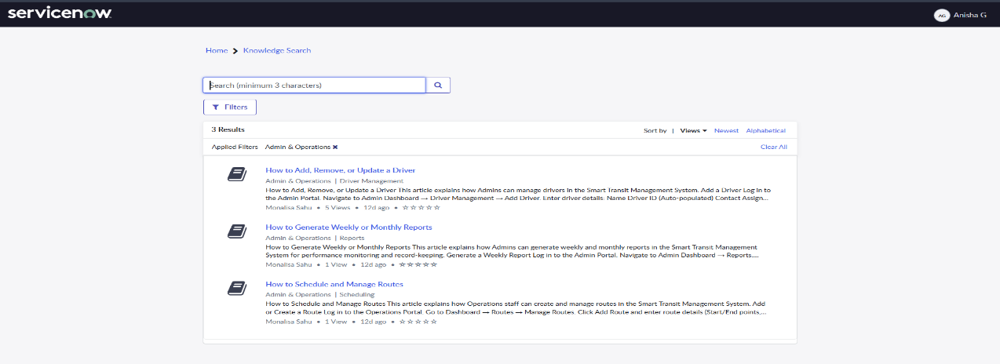 servicenow
AG Anisha G
Home > Knowledge Search
Search (minimum 3 characters)
Filters
3 Results
Sort by | Views Newest Alphabetical
Applied Filters Admin & Operations ✖
Clear All
How to Add, Remove, or Update a Driver
Admin & Operations | Driver Management
How to Add, Remove, or Update a Driver This article explains how Admins can manage drivers in the Smart Transit Management System. Add a Driver Log in to
the Admin Portal. Navigate to Admin Dashboard → Driver Management → Add Driver. Enter driver details: Name Driver ID (Auto-populated) Contact Assign...
Monalisa Sahu • 5 Views • 12d ago • ☆☆☆☆☆
How to Generate Weekly or Monthly Reports
Admin & Operations | Reports
How to Generate Weekly or Monthly Reports This article explains how Admins can generate weekly and monthly reports in the Smart Transit Management
System for performance monitoring and record-keeping. Generate a Weekly Report Log in to the Admin Portal. Navigate to Admin Dashboard → Reports....
Monalisa Sahu • 1 View • 12d ago • ☆☆☆☆☆
How to Schedule and Manage Routes
Admin & Operations | Scheduling
How to Schedule and Manage Routes This article explains how Operations staff can create and manage routes in the Smart Transit Management System. Add
or Create a Route Log in to the Operations Portal. Go to Dashboard → Routes → Manage Routes. Click Add Route and enter route details (Start/End points,...
Monalisa Sahu • 1 View • 12d ago • ☆☆☆☆☆